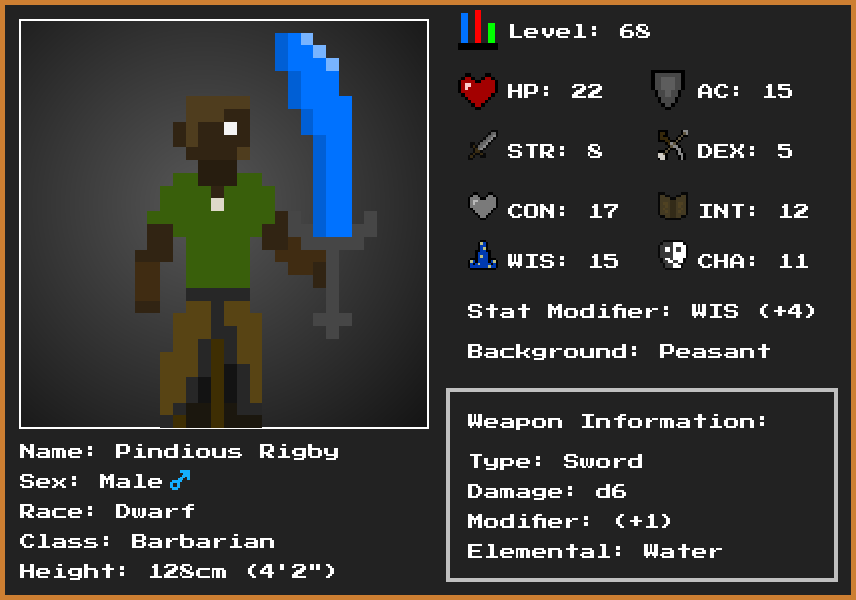 Level: 68
HP: 22
AC: 15
STR: 8
DEX: 5
CON: 17
INT: 12
WIS: 15
CHA: 11
Stat Modifier: WIS (+4)
Background: Peasant
Weapon Information:
Type: Sword
Damage: d6
Modifier: (+1)
Elemental: Water
Name: Pindious Rigby
Sex: Male♂
Race: Dwarf
Class: Barbarian
Height: 128cm (4'2")